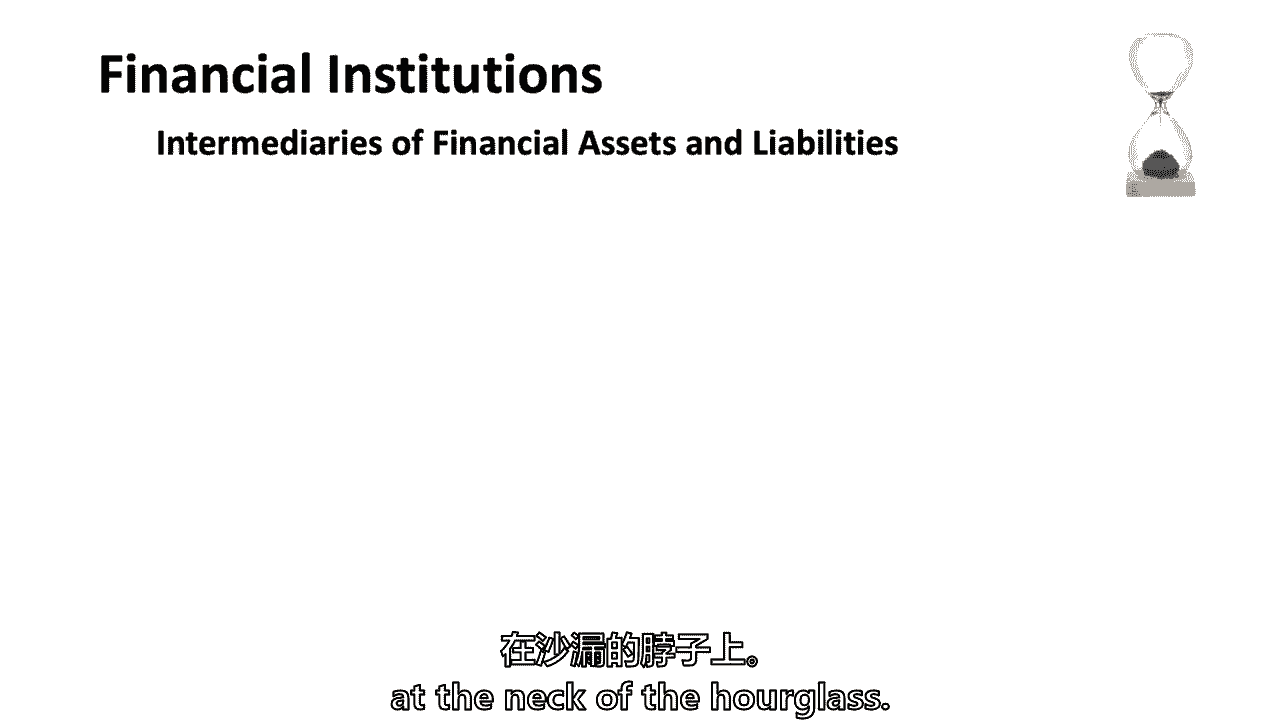 Financial Institutions
Intermediaries of Financial Assets and Liabilities
在沙漏的脖子上。
at the neck of the hourglass.